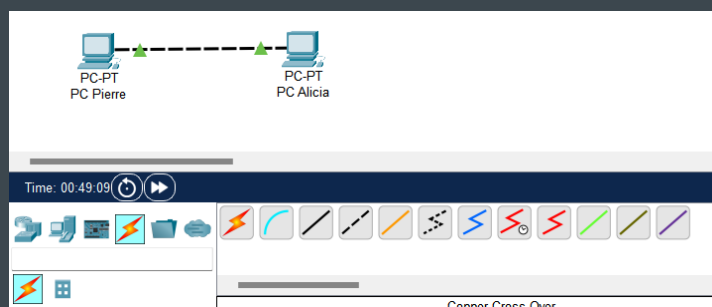 PC-PT
PC Pierre
PC-PT
PC Alicia
Time: 00:49:09
Copper Cross-Over